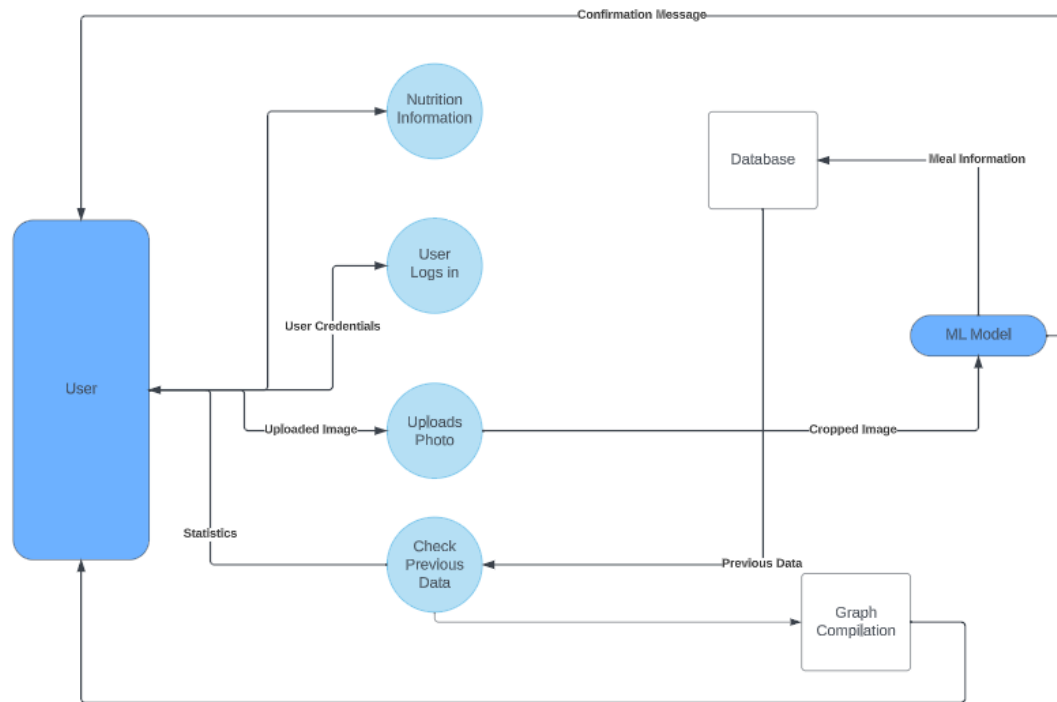 Confirmation Message
Nutrition
Information
Database
Meal Information
User
Logs in
User Credentials
ML Model
User
Uploaded Image
Uploads
Photo
Cropped Image
Statistics
Check
Previous
Data
Previous Data
Graph
Compilation